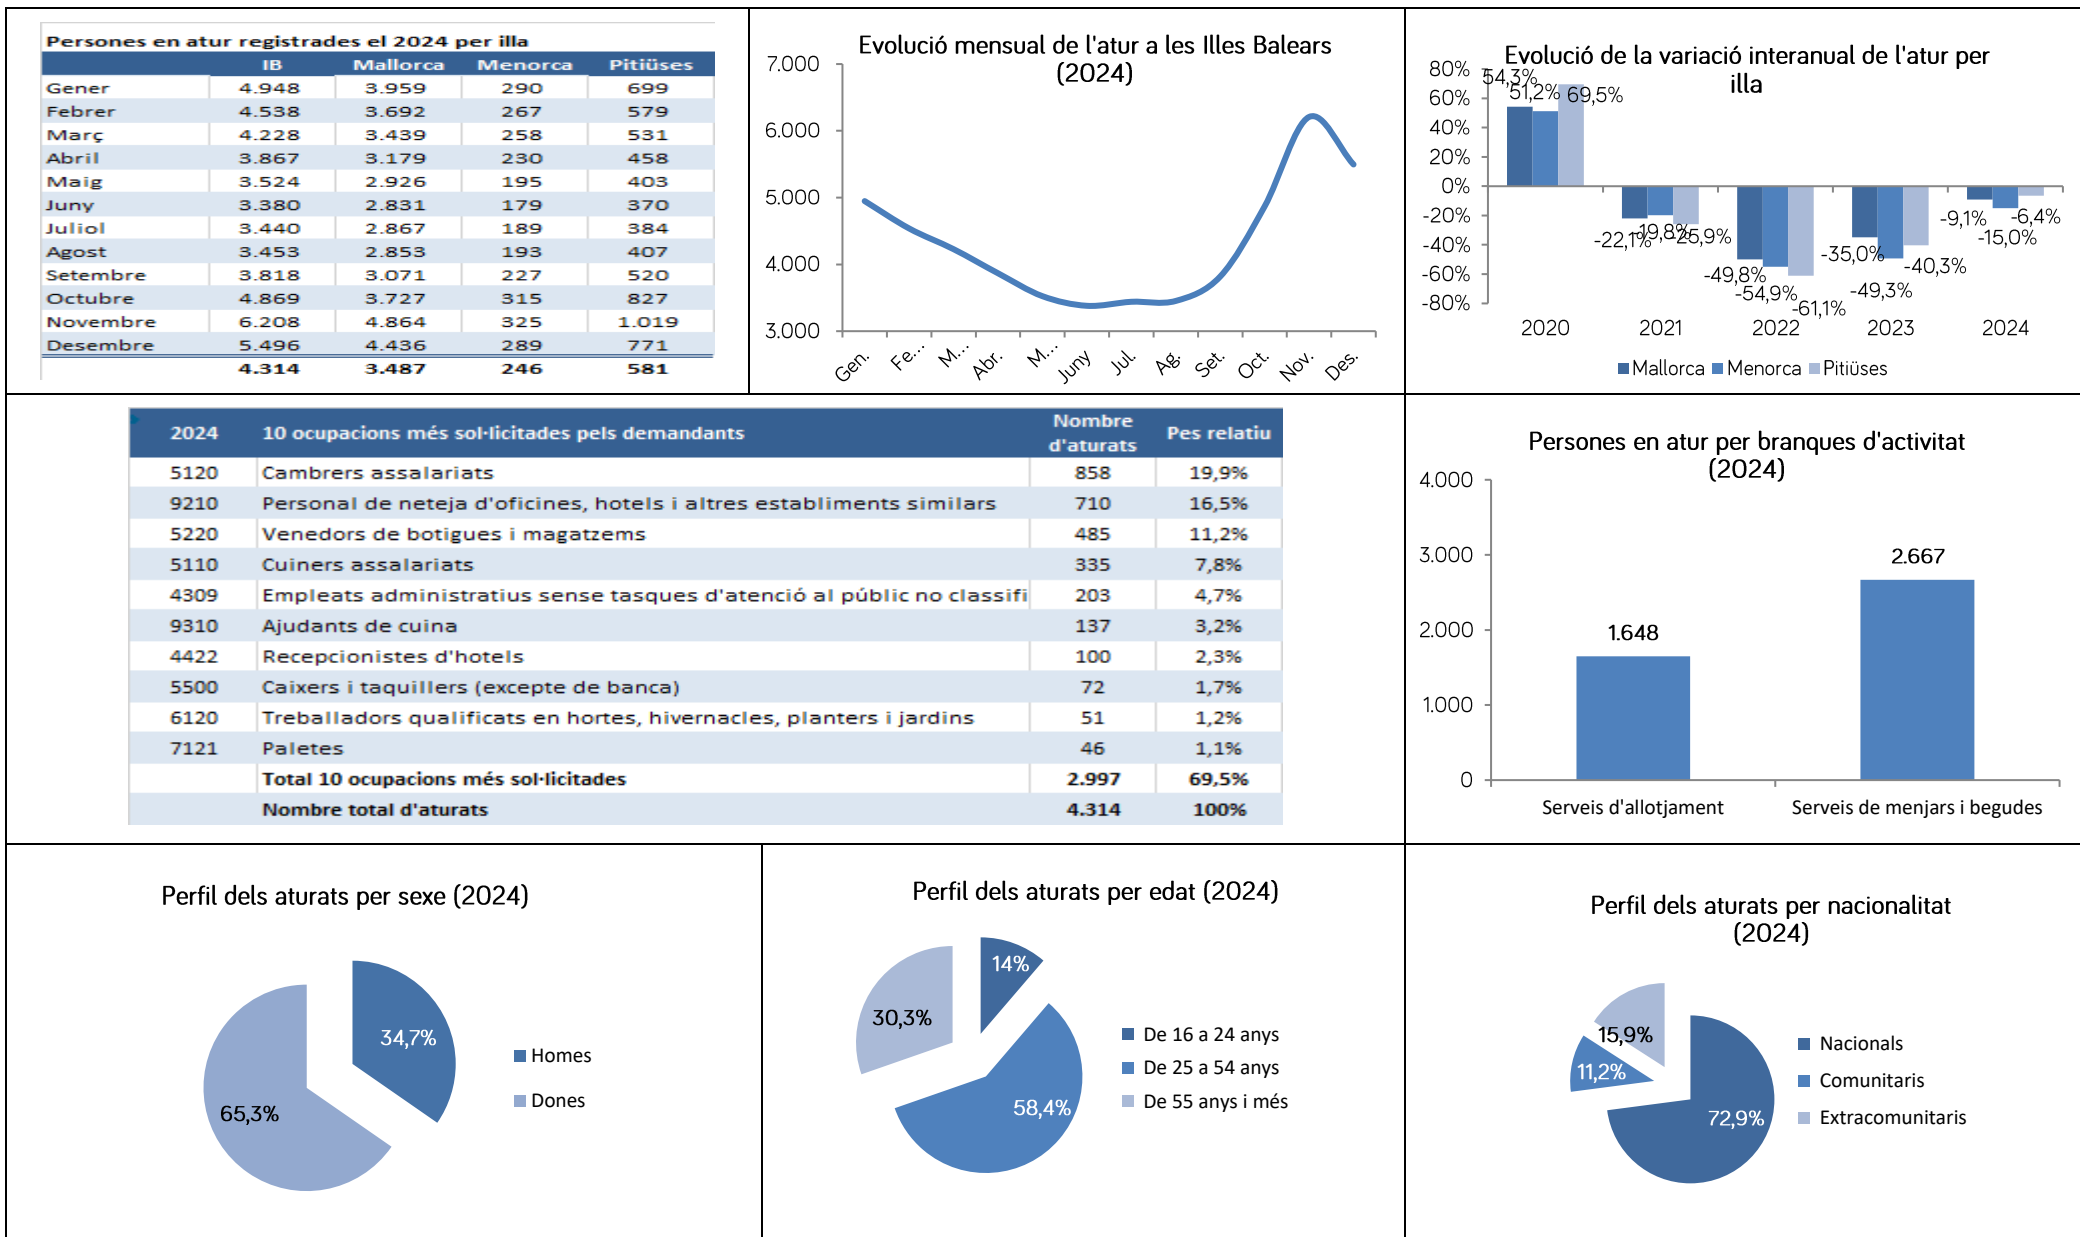 Persones en atur registrades el 2024 per illa
IB Mallorca Menorca Pitiüses
Gener 4.948 3.959 290 699
Febrer 4.538 3.692 267 579
Març 4.228 3.439 258 531
Abril 3.867 3.179 230 458
Maig 3.524 2.926 195 403
Juny 3.380 2.831 179 370
Juliol 3.440 2.867 189 384
Agost 3.453 2.853 193 407
Setembre 3.818 3.071 227 520
Octubre 4.869 3.727 315 827
Novembre 6.208 4.864 325 1.019
Desembre 5.496 4.436 289 771
4.314 3.487 246 581
Evolució mensual de l'atur a les Illes Balears
(2024)
7.000
6.000
5.000
4.000
3.000
Gen. Fe... M... Abr. M... Juny Jul. Ag. Set. Oct. Nov. Des.
Evolució de la variació interanual de l'atur per
illa
80%
60%
40%
20%
0%
-20%
-40%
-60%
-80%
54,3% 51,2% 69,5%
-22,1% -19,8% -25,9%
-49,8% -54,9% -61,1%
-35,0% -49,3% -40,3%
-9,1% -15,0% -6,4%
2020 2021 2022 2023 2024
Mallorca Menorca Pitiüses
2024 10 ocupacions més sol·licitades pels demandants Nombre d'aturats Pes relatiu
5120 Cambrers assalariats 858 19,9%
9210 Personal de neteja d'oficines, hotels i altres establiments similars 710 16,5%
5220 Venedors de botigues i magatzems 485 11,2%
5110 Cuiners assalariats 335 7,8%
4309 Empleats administratius sense tasques d'atenció al públic no classifi 203 4,7%
9310 Ajudants de cuina 137 3,2%
4422 Recepcionistes d'hotels 100 2,3%
5500 Caixers i taquillers (excepte de banca) 72 1,7%
6120 Treballadors qualificats en hortes, hivernacles, planters i jardins 51 1,2%
7121 Paletes 46 1,1%
Total 10 ocupacions més sol·licitades 2.997 69,5%
Nombre total d'aturats 4.314 100%
Persones en atur per branques d'activitat
(2024)
4.000
3.000
2.000
1.000
0
1.648
2.667
Serveis d'allotjament Serveis de menjars i begudes
Perfil dels aturats per sexe (2024)
34,7%
65,3%
Homes
Dones
Perfil dels aturats per edat (2024)
14%
30,3%
58,4%
De 16 a 24 anys
De 25 a 54 anys
De 55 anys i més
Perfil dels aturats per nacionalitat
(2024)
15,9%
11,2%
72,9%
Nacionals
Comunitaris
Extracomunitaris